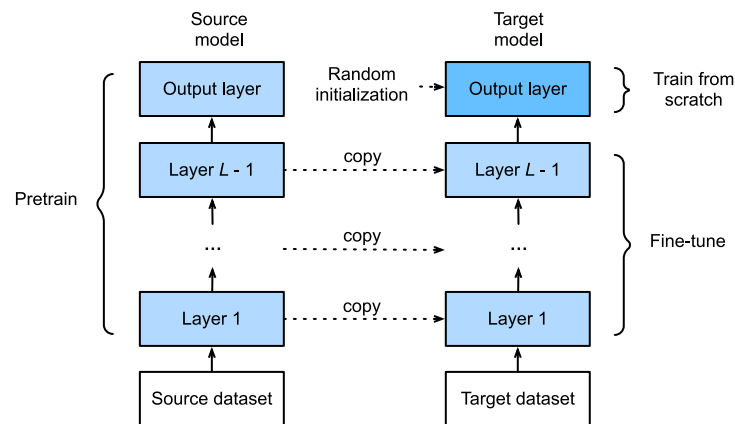 Source
model
Target
model
Output layer
Random
initialization
Output layer
Train from
scratch
Layer L - 1
copy
Layer L - 1
Pretrain
...
copy
...
Fine-tune
Layer 1
copy
Layer 1
Source dataset
Target dataset